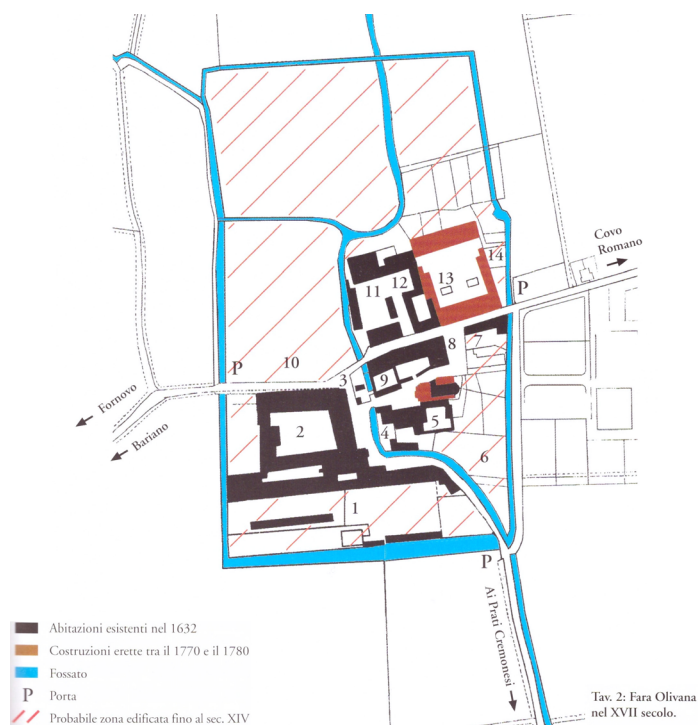 Covo
Romano
14
13
P
12
11
8
7
10
P
3
9
Fornovo
Bariano
2
4
5
6
1
P
Ai Prati Cremonesi
Abitazioni esistenti nel 1632
Costruzioni erette tra il 1770 e il 1780
Fossato
P Porta
Probabile zona edificata fino al sec. XIV
Tav. 2: Fara Olivana
nel XVII secolo.